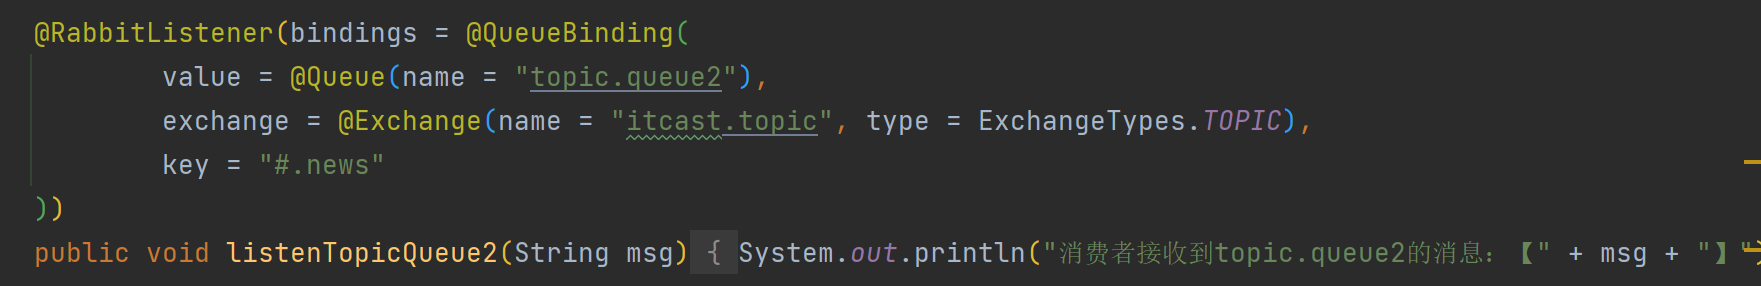 @RabbitListener(bindings = @QueueBinding(
value = @Queue(name = "topic.queue2"),
exchange = @Exchange(name = "itcast.topic", type = ExchangeTypes.TOPIC),
key = "#.news"
))
public void listenTopicQueue2(String msg) { System.out.println("消费者接收到topic.queue2的消息：【" + msg + "】")